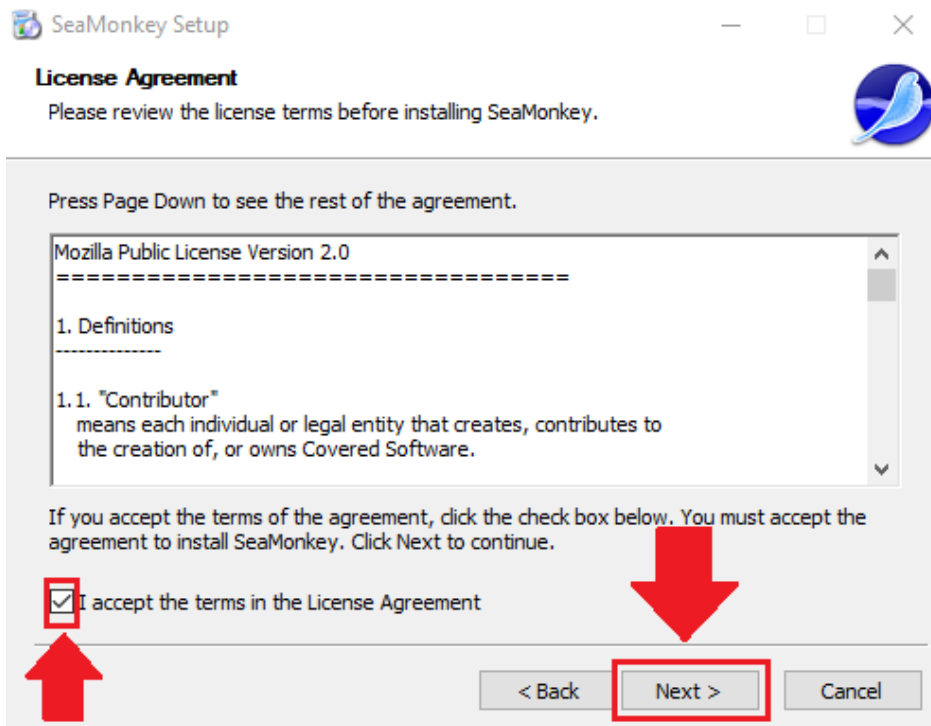 SeaMonkey Setup
License Agreement
Please review the license terms before installing SeaMonkey.
Press Page Down to see the rest of the agreement.
Mozilla Public License Version 2.0
==================================
1. Definitions
--------------
1.1. "Contributor"
means each individual or legal entity that creates, contributes to
the creation of, or owns Covered Software.
If you accept the terms of the agreement, click the check box below. You must accept the
agreement to install SeaMonkey. Click Next to continue.
I accept the terms in the License Agreement
< Back Next > Cancel